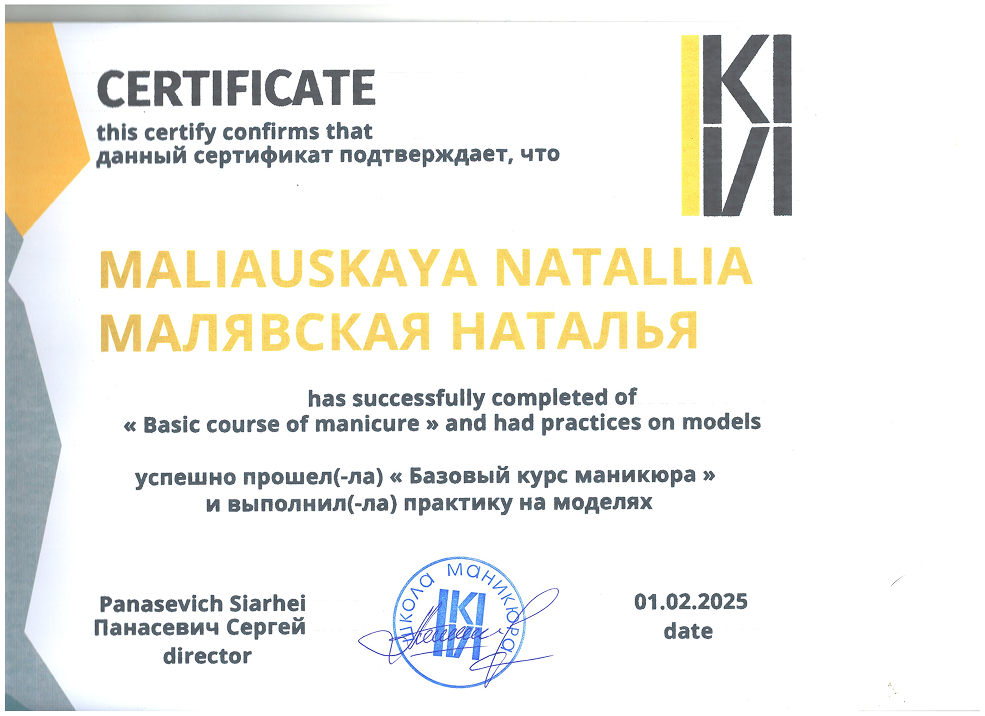 CERTIFICATE
this certify confirms that
данный сертификат подтверждает, что
MALIAUSKAYA NATALLIA
МАЛЯВСКАЯ НАТАЛЬЯ
has successfully completed of
« Basic course of manicure » and had practices on models
успешно прошел(-ла) « Базовый курс маникюра »
и выполнил(-ла) практику на моделях
Panasevich Siarhei
Панасевич Сергей
director
школа маникюра
01.02.2025
date